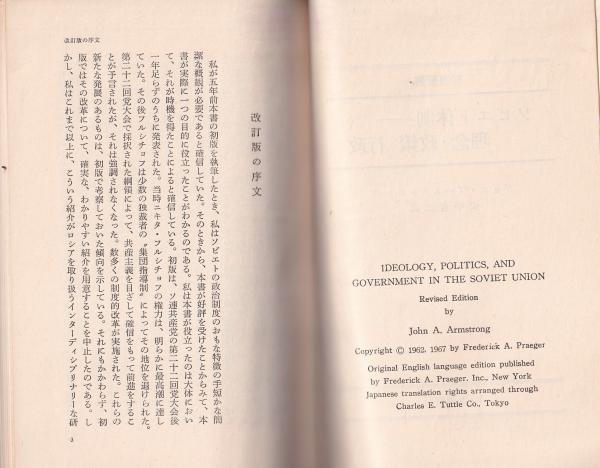 IDEOLOGY, POLITICS, AND
GOVERNMENT IN THE SOVIET UNION
Revised Edition
by
John A. Armstrong
Copyright © 1962, 1967 by Frederick A. Praeger
Original English language edition published
by Frederick A. Praeger. Inc., New York
Japanese translation rights arranged through
Charles E. Tuttle Co., Tokyo
改訂版の序文
改訂版の序文
私が五年前本書の初版を執筆したとき、私はソビエトの政治制度のおもな特徴の手短かな簡
潔な概観が必要であると確信していた。そのときから、本書が好評を受けたことからみて、本
書が実際に一つの目的に役立ったことがわかるのである。私は本書が役立ったのは大体におい
て、それが時機を得たことによると確信している。初版は、ソ連共産党の第二十二回党大会後
一年足らずのうちに発表された。当時ニキタ・フルシチョフの権力は、明らかに最高潮に達し
ていた。その後フルシチョフは少数の独裁者の〝集団指導制〟によってその地位を退けられた。
第二十二回党大会で採択された綱領によって、共産主義を目ざして確信をもって前進するこ
とが予言されたが、それは強調されなくなった。数多くの制度的改革が実施された。これらの
新たな発展のあるものは、初版で考察しておいた傾向を示している。それにもかかわらず、初
版ではその改革について、確実な、わかりやすい紹介を用意することを中止したのである。し
かし、私はこれまで以上に、こういう紹介がロシアを取り扱うインターディシプリナリーな研
3